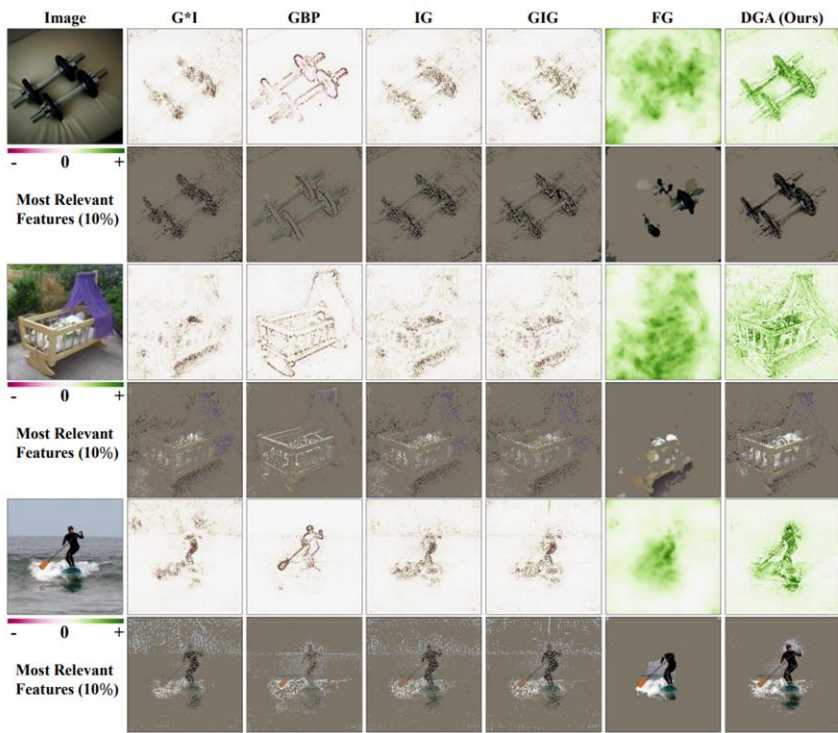 Image G*I GBP IG GIG FG DGA (Ours)
- 0 +
Most Relevant
Features (10%)
- 0 +
Most Relevant
Features (10%)
- 0 +
Most Relevant
Features (10%)